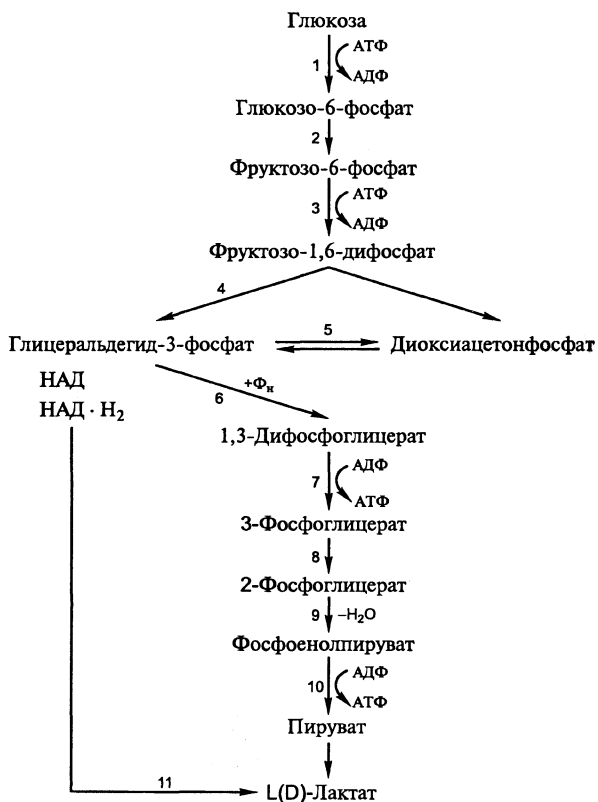 Глюкоза
АТФ
1
АДФ
Глюкозо-6-фосфат
2
Фруктозо-6-фосфат
АТФ
3
АДФ
Фруктозо-1,6-дифосфат
4
5
Глицеральдегид-3-фосфат
Диоксиацетонфосфат
НАД
+Фн
6
НАД · H₂
1,3-Дифосфоглицерат
АДФ
7
АТФ
3-Фосфоглицерат
8
2-Фосфоглицерат
9 –H₂O
Фосфоенолпируват
АДФ
10
АТФ
Пируват
11
L(D)-Лактат